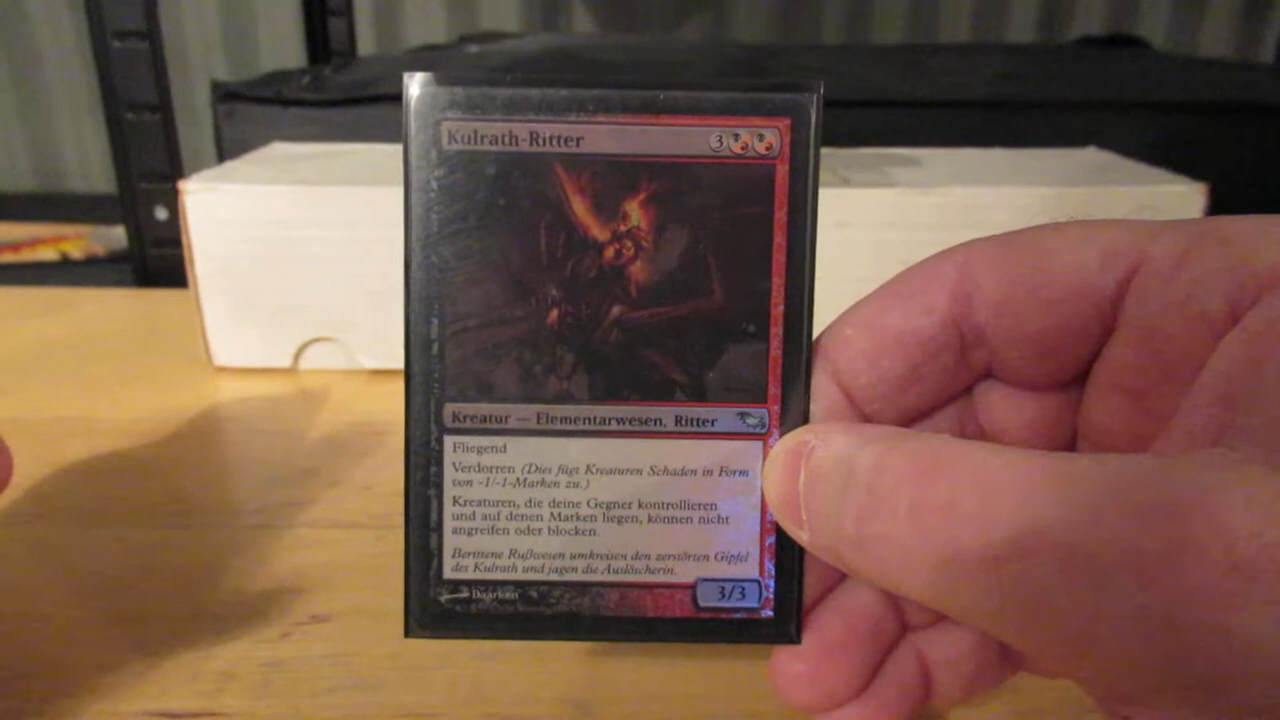 Kulrath-Ritter 3
Kreatur — Elementarwesen, Ritter
Fliegend
Verdorren (Dies fügt Kreaturen Schaden in Form
von -1/-1-Marken zu.)
Kreaturen, die deine Gegner kontrollieren
und auf denen Marken liegen, können nicht
angreifen oder blocken.
Berittene Rußwesen umkreisen den zerstörten Gipfel
des Kulrath und jagen die Auslöscherin.
Daarken 3/3